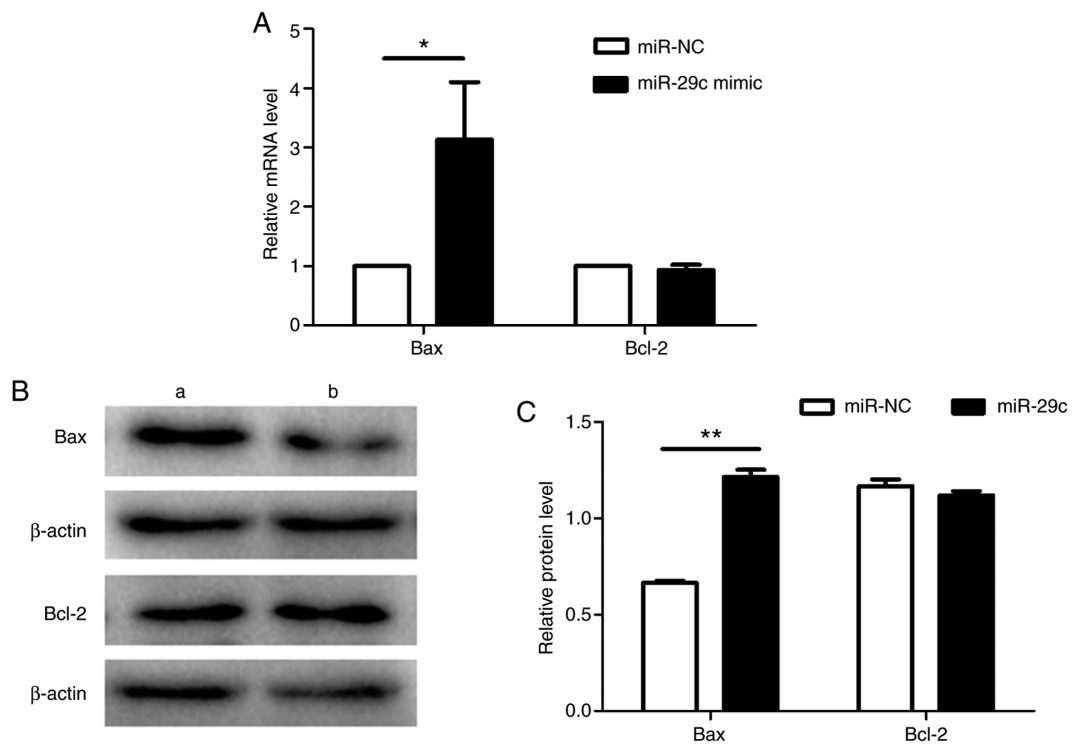 A
5
4
3
2
1
0
Relative mRNA level
*
miR-NC
miR-29c mimic
Bax
Bcl-2
B
a
b
Bax
β-actin
Bcl-2
β-actin
C
miR-NC
miR-29c
1.5
1.0
0.5
0.0
Relative protein level
**
Bax
Bcl-2